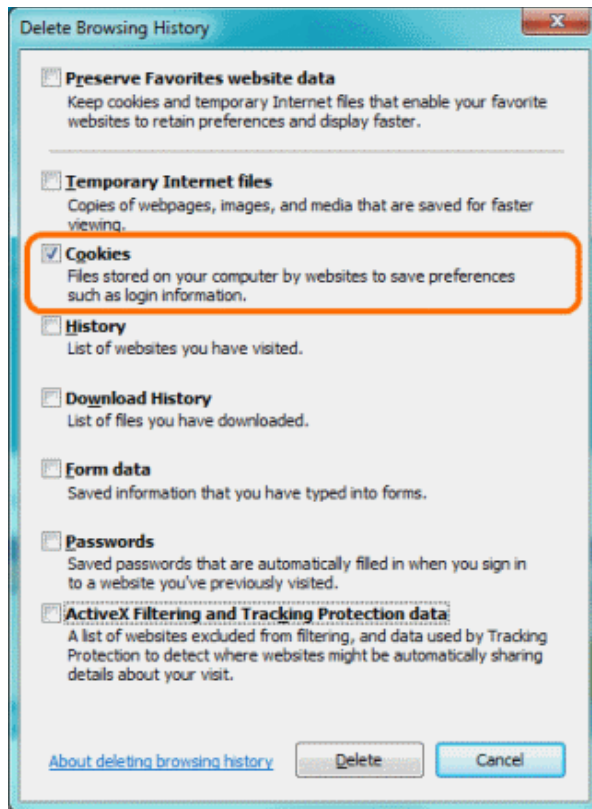 Delete Browsing History
Preserve Favorites website data
Keep cookies and temporary Internet files that enable your favorite
websites to retain preferences and display faster.
Temporary Internet files
Copies of webpages, images, and media that are saved for faster
viewing.
Cookies
Files stored on your computer by websites to save preferences
such as login information.
History
List of websites you have visited.
Download History
List of files you have downloaded.
Form data
Saved information that you have typed into forms.
Passwords
Saved passwords that are automatically filled in when you sign in
to a website you've previously visited.
ActiveX Filtering and Tracking Protection data
A list of websites excluded from filtering, and data used by Tracking
Protection to detect where websites might be automatically sharing
details about your visit.
About deleting browsing history Delete Cancel